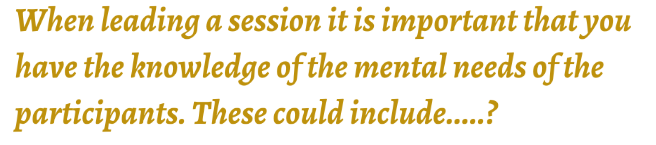 When leading a session it is important that you
have the knowledge of the mental needs of the
participants. These could include.....?